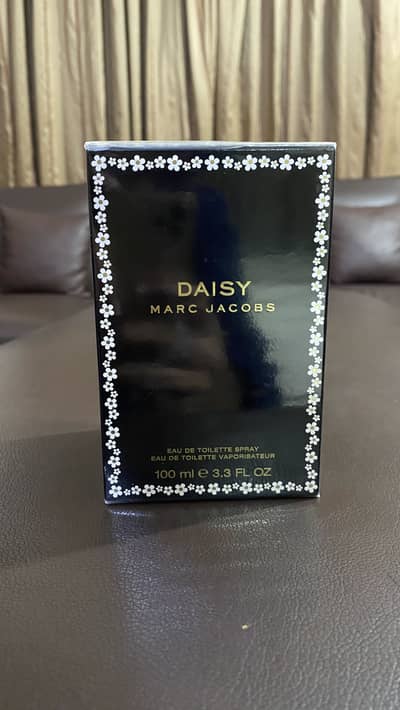 DAISY
MARC JACOBS
EAU DE TOILETTE SPRAY
EAU DE TOILETTE VAPORISATEUR
100 ml ℮ 3.3 FL OZ